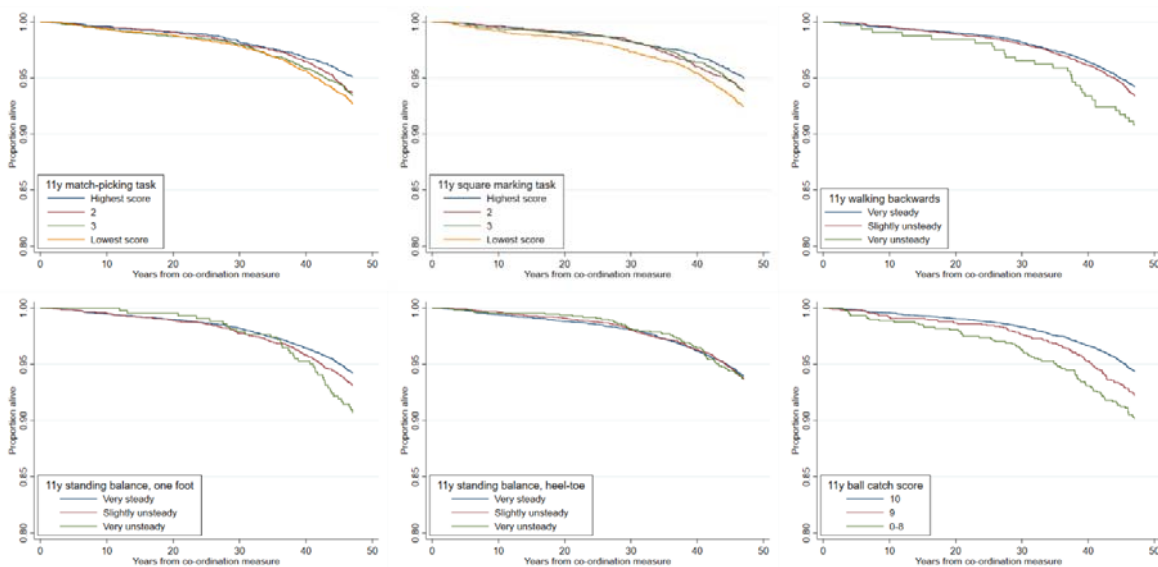 Proportion alive
1.00
0.95
0.90
0.85
0.80
11y match-picking task
Highest score
2
3
Lowest score
0 10 20 30 40 50
Years from co-ordination measure
Proportion alive
1.00
0.95
0.90
0.85
0.80
11y square marking task
Highest score
2
3
Lowest score
0 10 20 30 40 50
Years from co-ordination measure
Proportion alive
1.00
0.95
0.90
0.85
0.80
11y walking backwards
Very steady
Slightly unsteady
Very unsteady
0 10 20 30 40 50
Years from co-ordination measure
Proportion alive
1.00
0.95
0.90
0.85
0.80
11y standing balance, one foot
Very steady
Slightly unsteady
Very unsteady
0 10 20 30 40 50
Years from co-ordination measure
Proportion alive
1.00
0.95
0.90
0.85
0.80
11y standing balance, heel-toe
Very steady
Slightly unsteady
Very unsteady
0 10 20 30 40 50
Years from co-ordination measure
Proportion alive
1.00
0.95
0.90
0.85
0.80
11y ball catch score
10
9
0-8
0 10 20 30 40 50
Years from co-ordination measure